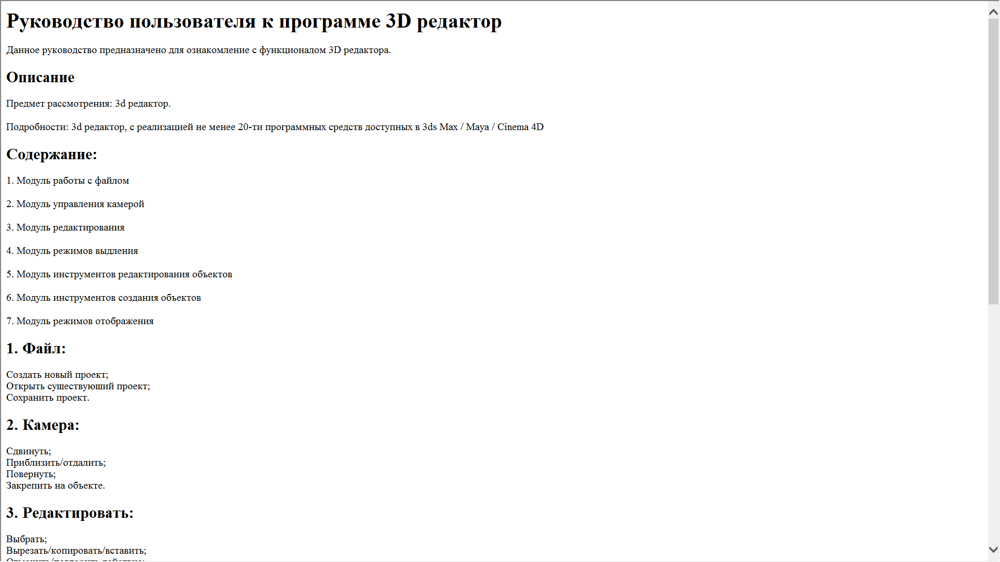 Руководство пользователя к программе 3D редактор
Данное руководство предназначено для ознакомление с функционалом 3D редактора.
Описание
Предмет рассмотрения: 3d редактор.
Подробности: 3d редактор, с реализацией не менее 20-ти программных средств доступных в 3ds Max / Maya / Cinema 4D
Содержание:
1. Модуль работы с файлом
2. Модуль управления камерой
3. Модуль редактирования
4. Модуль режимов выдления
5. Модуль инструментов редактирования объектов
6. Модуль инструментов создания объектов
7. Модуль режимов отображения
1. Файл:
Создать новый проект;
Открыть существующий проект;
Сохранить проект.
2. Камера:
Сдвинуть;
Приблизить/отдалить;
Повернуть;
Закрепить на объекте.
3. Редактировать:
Выбрать;
Вырезать/копировать/вставить;